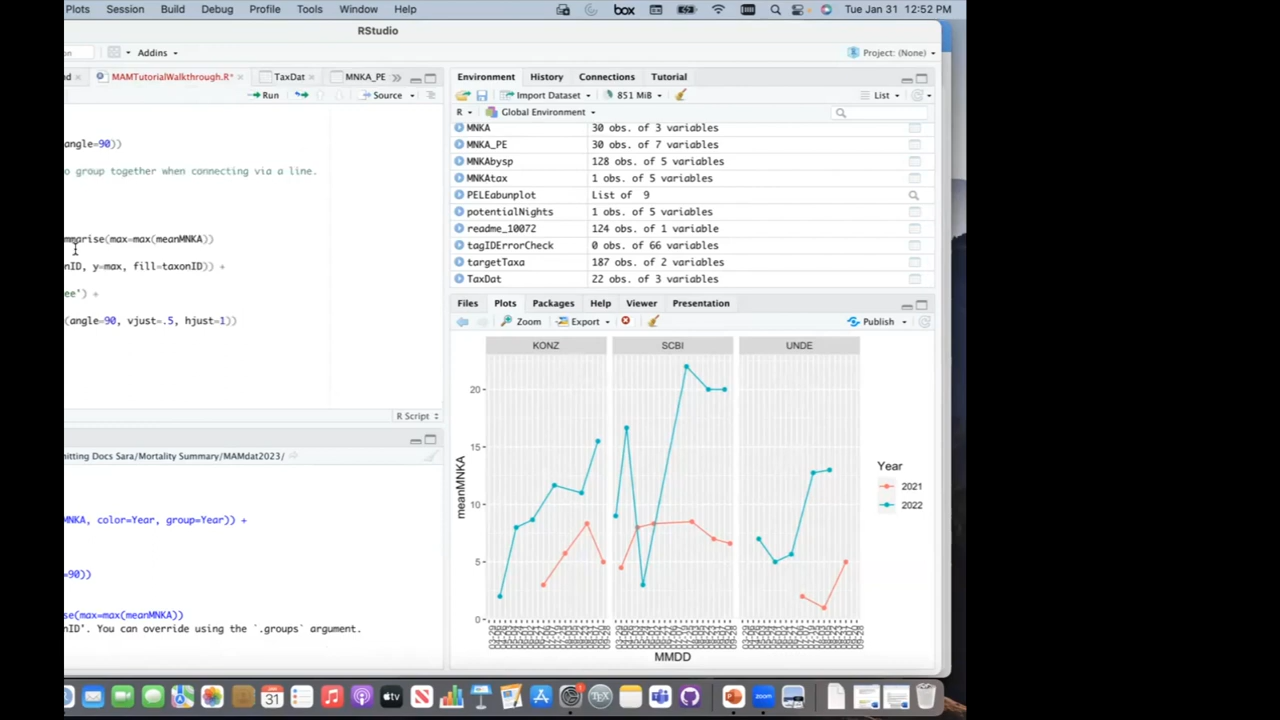 Plots Session Build Debug Profile Tools Window Help box Tue Jan 31 12:52 PM
RStudio
Addins Project: (None)
MAMTutorialWalkthrough.R* TaxDat MNKA_PE
Run Source
angle=90))
o group together when connecting via a line.
mmarise(max=max(meanMNKA))
nID, y=max, fill=taxonID)) +
ee') +
(angle=90, vjust=.5, hjust=1))
R Script
itting Docs Sara/Mortality Summary/MAMdat2023/
MNKA, color=Year, group=Year)) +
=90))
se(max=max(meanMNKA))
onID". You can override using the `.groups` argument.
Environment History Connections Tutorial
Import Dataset 851 MiB List
R Global Environment
MNKA 30 obs. of 3 variables
MNKA_PE 30 obs. of 7 variables
MNKAbysp 128 obs. of 5 variables
MNKAtax 1 obs. of 5 variables
PELEabunplot List of 9
potentialNights 1 obs. of 5 variables
readme_10072 124 obs. of 1 variable
tagIDErrorCheck 0 obs. of 66 variables
targetTaxa 187 obs. of 2 variables
TaxDat 22 obs. of 3 variables
Files Plots Packages Help Viewer Presentation
Zoom Export Publish
KONZ SCBI UNDE
20
15
10
5
0
meanMNKA
MMDD
Year
2021
2022